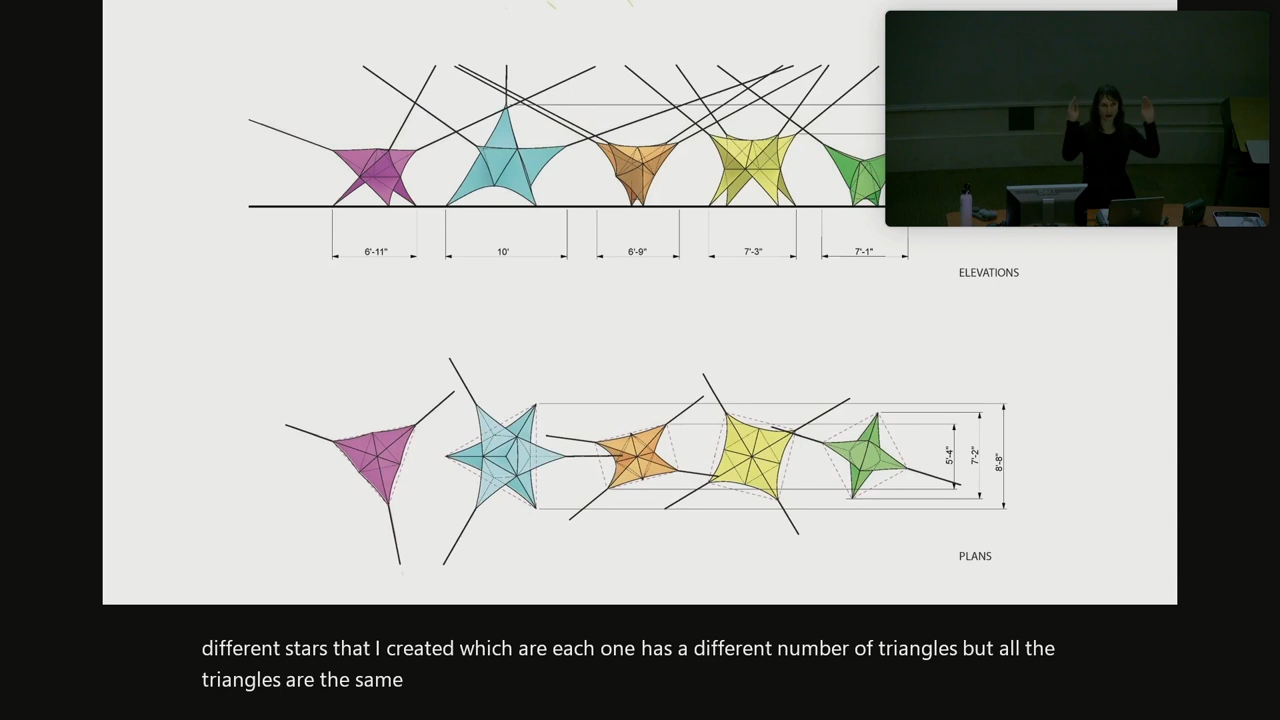 6'-11"
10'
6'-9"
7'-3"
7'-1"
ELEVATIONS
5'-4"
7'-2"
8'-8"
PLANS
different stars that I created which are each one has a different number of triangles but all the
triangles are the same